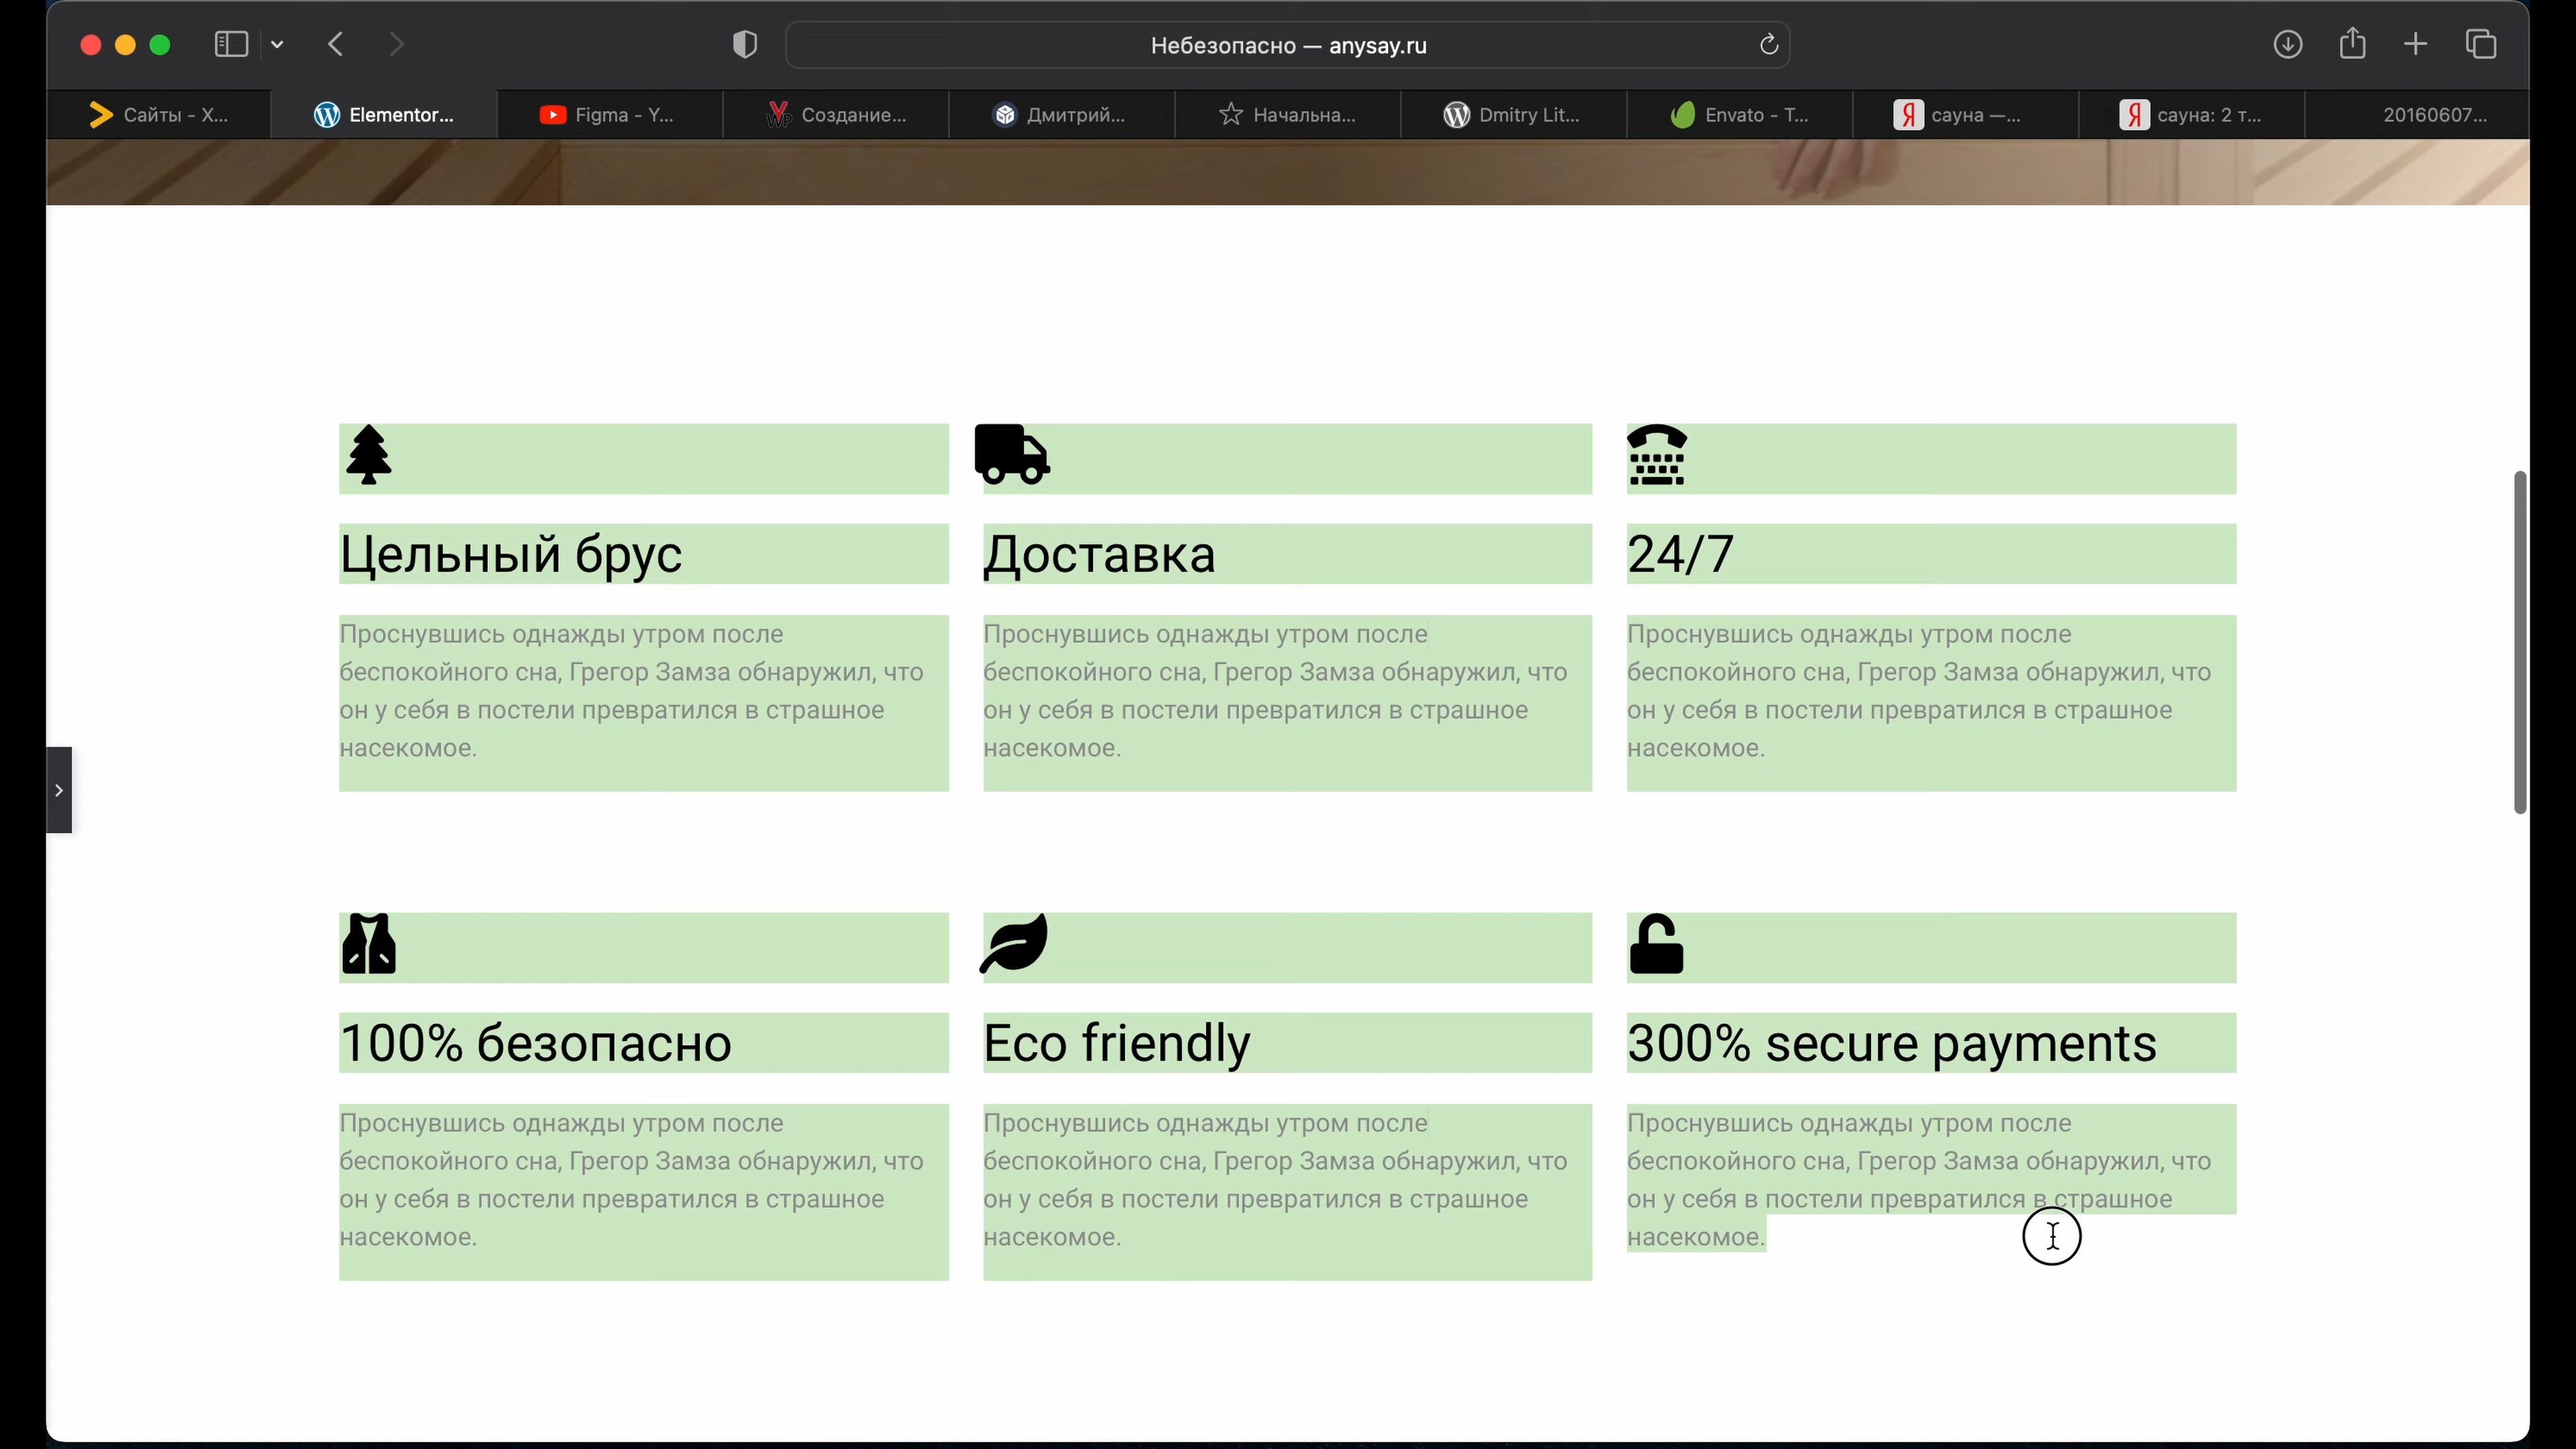 Небезопасно — anysay.ru
Сайты - X...
Elementor...
Figma - Y...
Создание...
Дмитрий...
Начальна...
Dmitry Lit...
Envato - T...
сауна —...
сауна: 2 т...
20160607...
Цельный брус
Проснувшись однажды утром после
беспокойного сна, Грегор Замза обнаружил, что
он у себя в постели превратился в страшное
насекомое.
Доставка
Проснувшись однажды утром после
беспокойного сна, Грегор Замза обнаружил, что
он у себя в постели превратился в страшное
насекомое.
24/7
Проснувшись однажды утром после
беспокойного сна, Грегор Замза обнаружил, что
он у себя в постели превратился в страшное
насекомое.
100% безопасно
Проснувшись однажды утром после
беспокойного сна, Грегор Замза обнаружил, что
он у себя в постели превратился в страшное
насекомое.
Eco friendly
Проснувшись однажды утром после
беспокойного сна, Грегор Замза обнаружил, что
он у себя в постели превратился в страшное
насекомое.
300% secure payments
Проснувшись однажды утром после
беспокойного сна, Грегор Замза обнаружил, что
он у себя в постели превратился в страшное
насекомое.